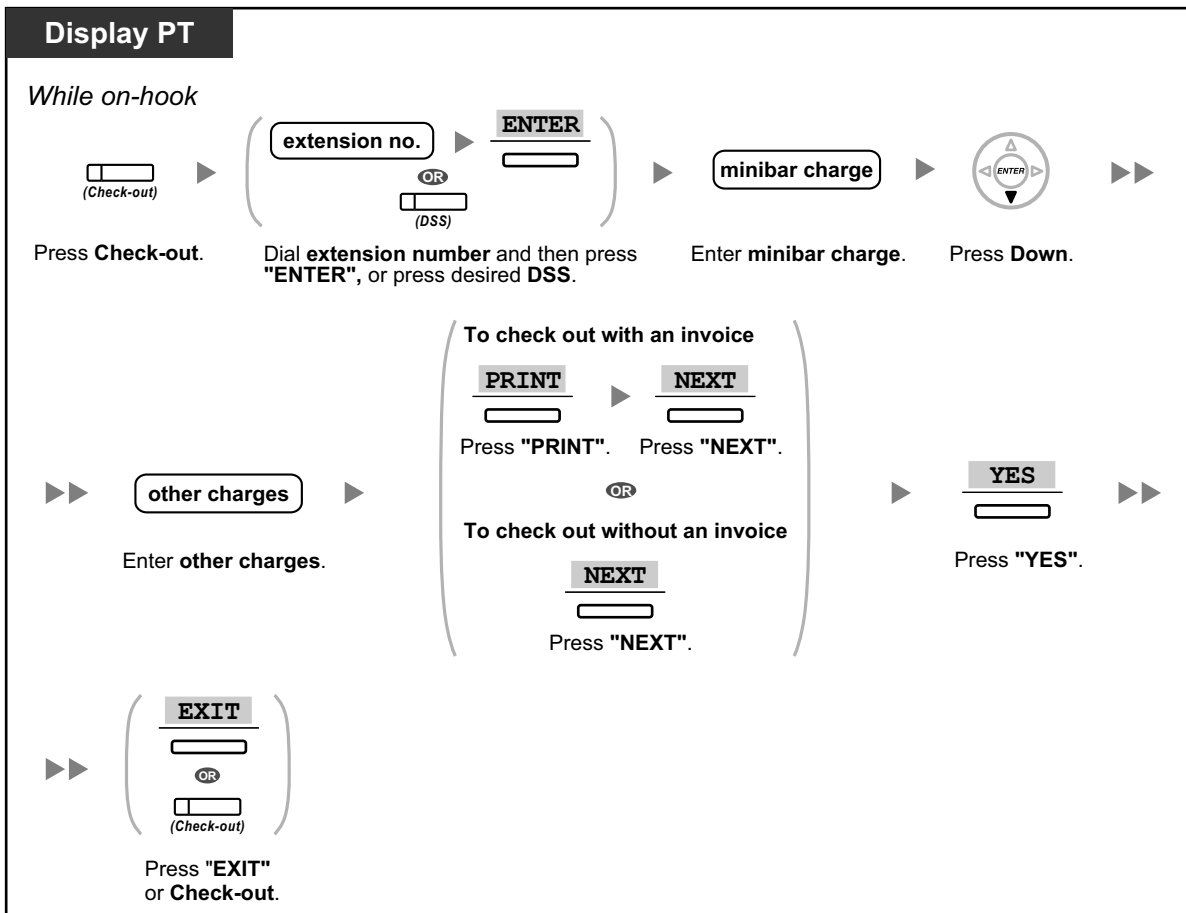 Display PT
While on-hook
(Check-out)
extension no.
ENTER
OR
(DSS)
minibar charge
ENTER
Press Check-out.
Dial extension number and then press
"ENTER", or press desired DSS.
Enter minibar charge.
Press Down.
other charges
Enter other charges.
To check out with an invoice
PRINT
NEXT
Press "PRINT".
Press "NEXT".
OR
To check out without an invoice
NEXT
Press "NEXT".
YES
Press "YES".
EXIT
OR
(Check-out)
Press "EXIT"
or Check-out.